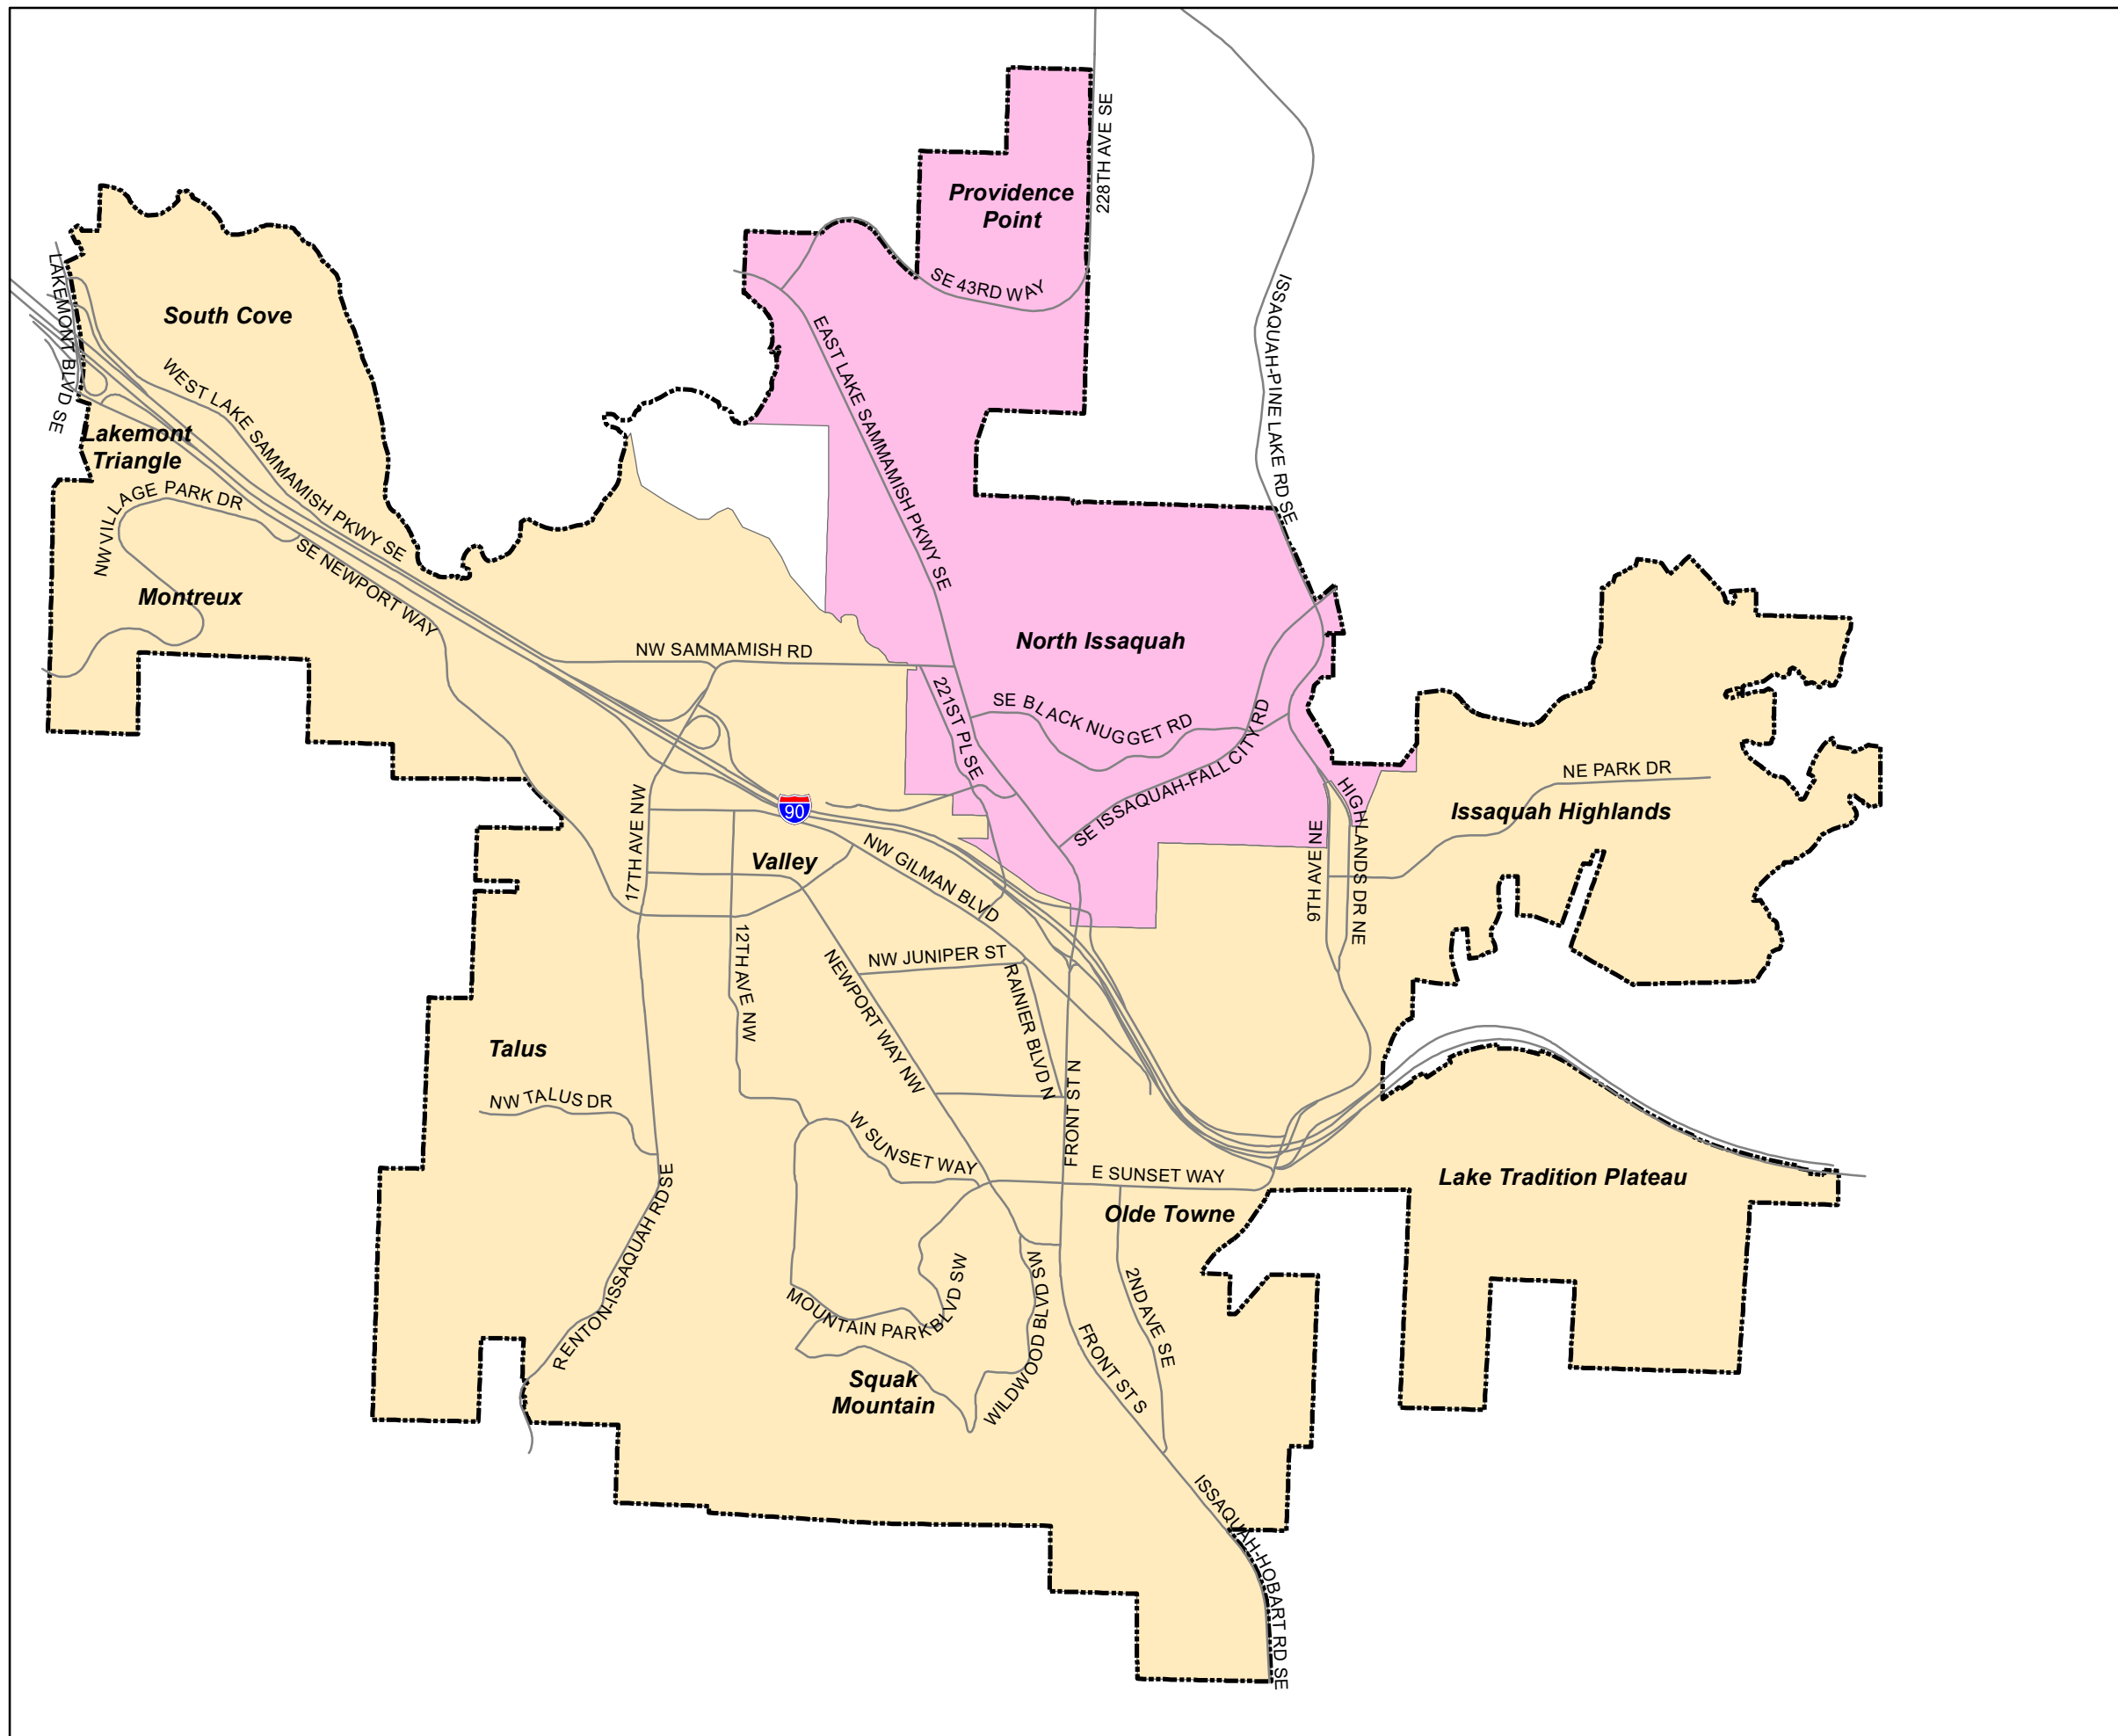 228TH AVE SE
Providence
Point
SE 43RD WAY
LAKEMONT BLVD SE
South Cove
EAST LAKE SAMMAMISH PKWY SE
ISSAQUAH-PINE LAKE RD SE
WEST LAKE SAMMAMISH PKWY SE
Lakemont
Triangle
NW VILLAGE PARK DR
SE NEWPORT WAY
Montreux
NW SAMMAMISH RD
North Issaquah
221ST PL SE
SE BLACK NUGGET RD
SE ISSAQUAH-FALL CITY RD
HIGHLANDS DR NE
NE PARK DR
Issaquah Highlands
90
17TH AVE NW
Valley
NW GILMAN BLVD
9TH AVE NE
12TH AVE NW
NEWPORT WAY NW
NW JUNIPER ST
RAINIER BLVD N
Talus
NW TALUS DR
FRONT ST N
W SUNSET WAY
E SUNSET WAY
Lake Tradition Plateau
Olde Towne
RENTON-ISSAQUAH RD SE
MOUNTAIN PARK BLVD SW
WILDWOOD BLVD SW
2ND AVE SE
FRONT ST S
Squak
Mountain
ISSAQUAH-HOBART RD SE